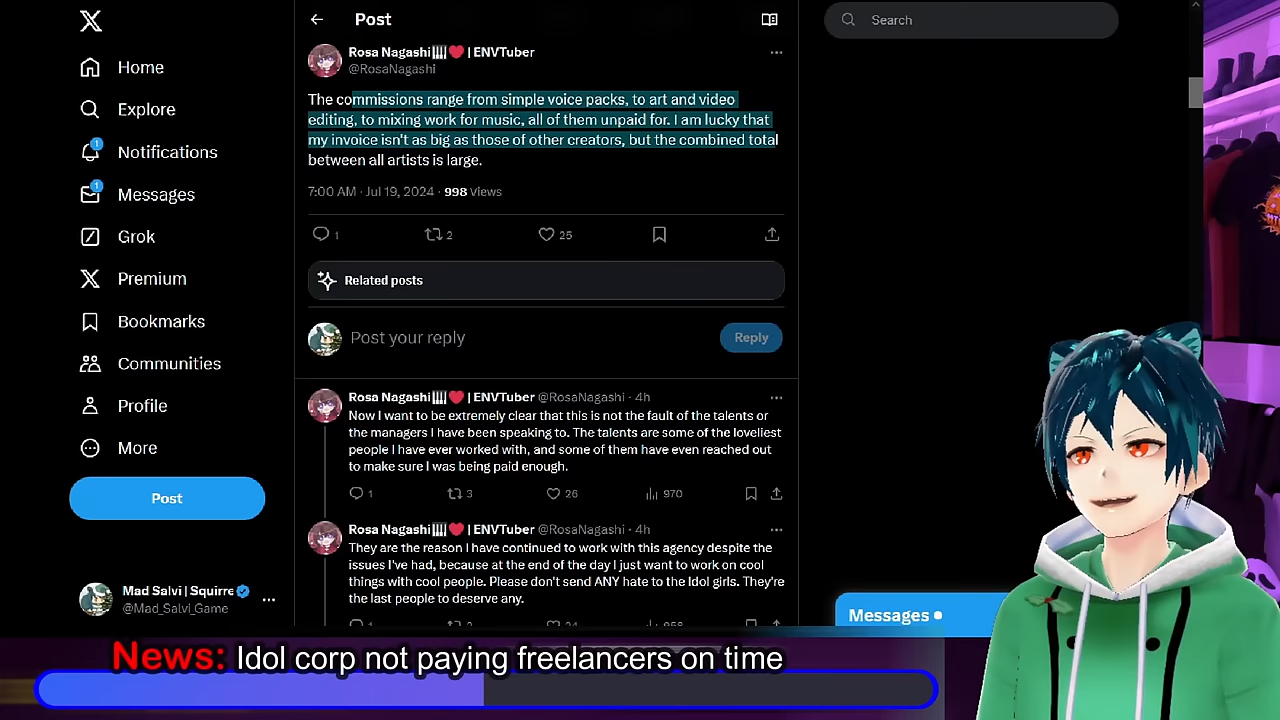 Post
Search
Rosa Nagashi | ENVTuber
@RosaNagashi
The commissions range from simple voice packs, to art and video
editing, to mixing work for music, all of them unpaid for. I am lucky that
my invoice isn't as big as those of other creators, but the combined total
between all artists is large.
7:00 AM · Jul 19, 2024 · 998 Views
1
2
25
Related posts
Post your reply
Reply
Rosa Nagashi | ENVTuber @RosaNagashi · 4h
Now I want to be extremely clear that this is not the fault of the talents or
the managers I have been speaking to. The talents are some of the loveliest
people I have ever worked with, and some of them have even reached out
to make sure I was being paid enough.
1
3
26
970
Rosa Nagashi | ENVTuber @RosaNagashi · 4h
They are the reason I have continued to work with this agency despite the
issues I've had, because at the end of the day I just want to work on cool
things with cool people. Please don't send ANY hate to the Idol girls. They're
the last people to deserve any.
Home
Explore
1
Notifications
1
Messages
Grok
Premium
Bookmarks
Communities
Profile
More
Post
Mad Salvi | Squirre
@Mad_Salvi_Game
Messages
News: Idol corp not paying freelancers on time